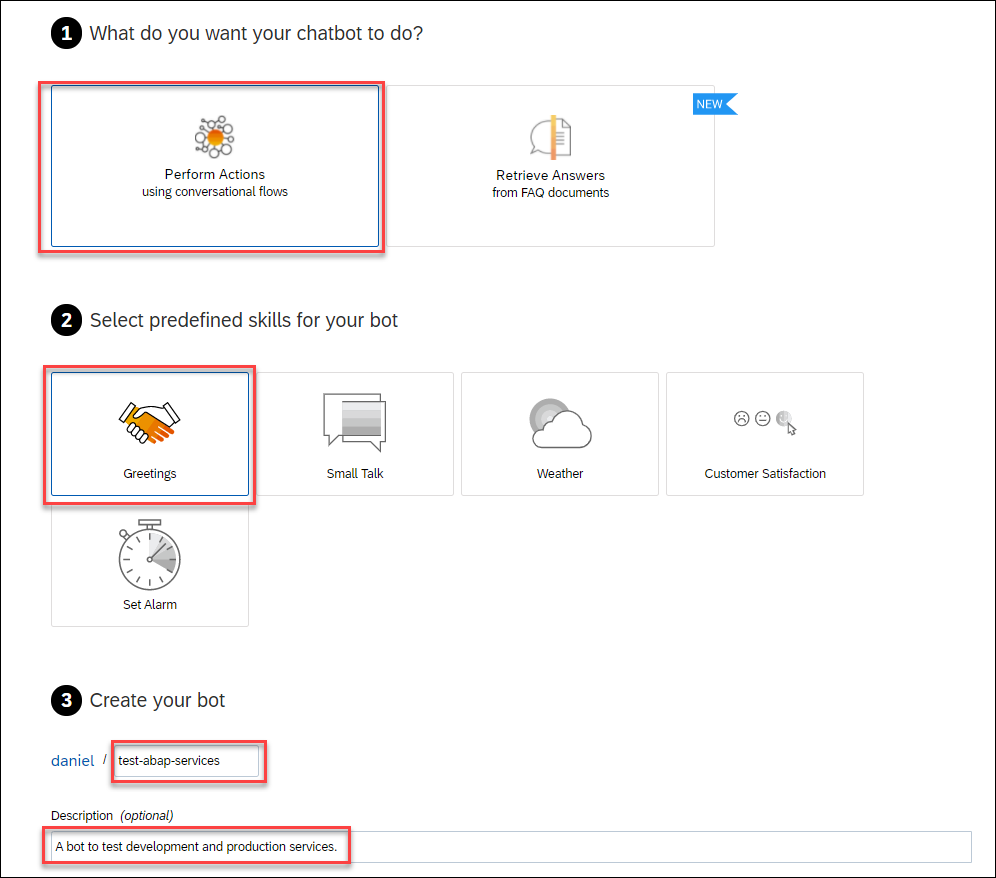 1 What do you want your chatbot to do?
NEW
Perform Actions
using conversational flows
Retrieve Answers
from FAQ documents
2 Select predefined skills for your bot
Greetings
Small Talk
Weather
Customer Satisfaction
Set Alarm
3 Create your bot
daniel / test-abap-services
Description (optional)
A bot to test development and production services.